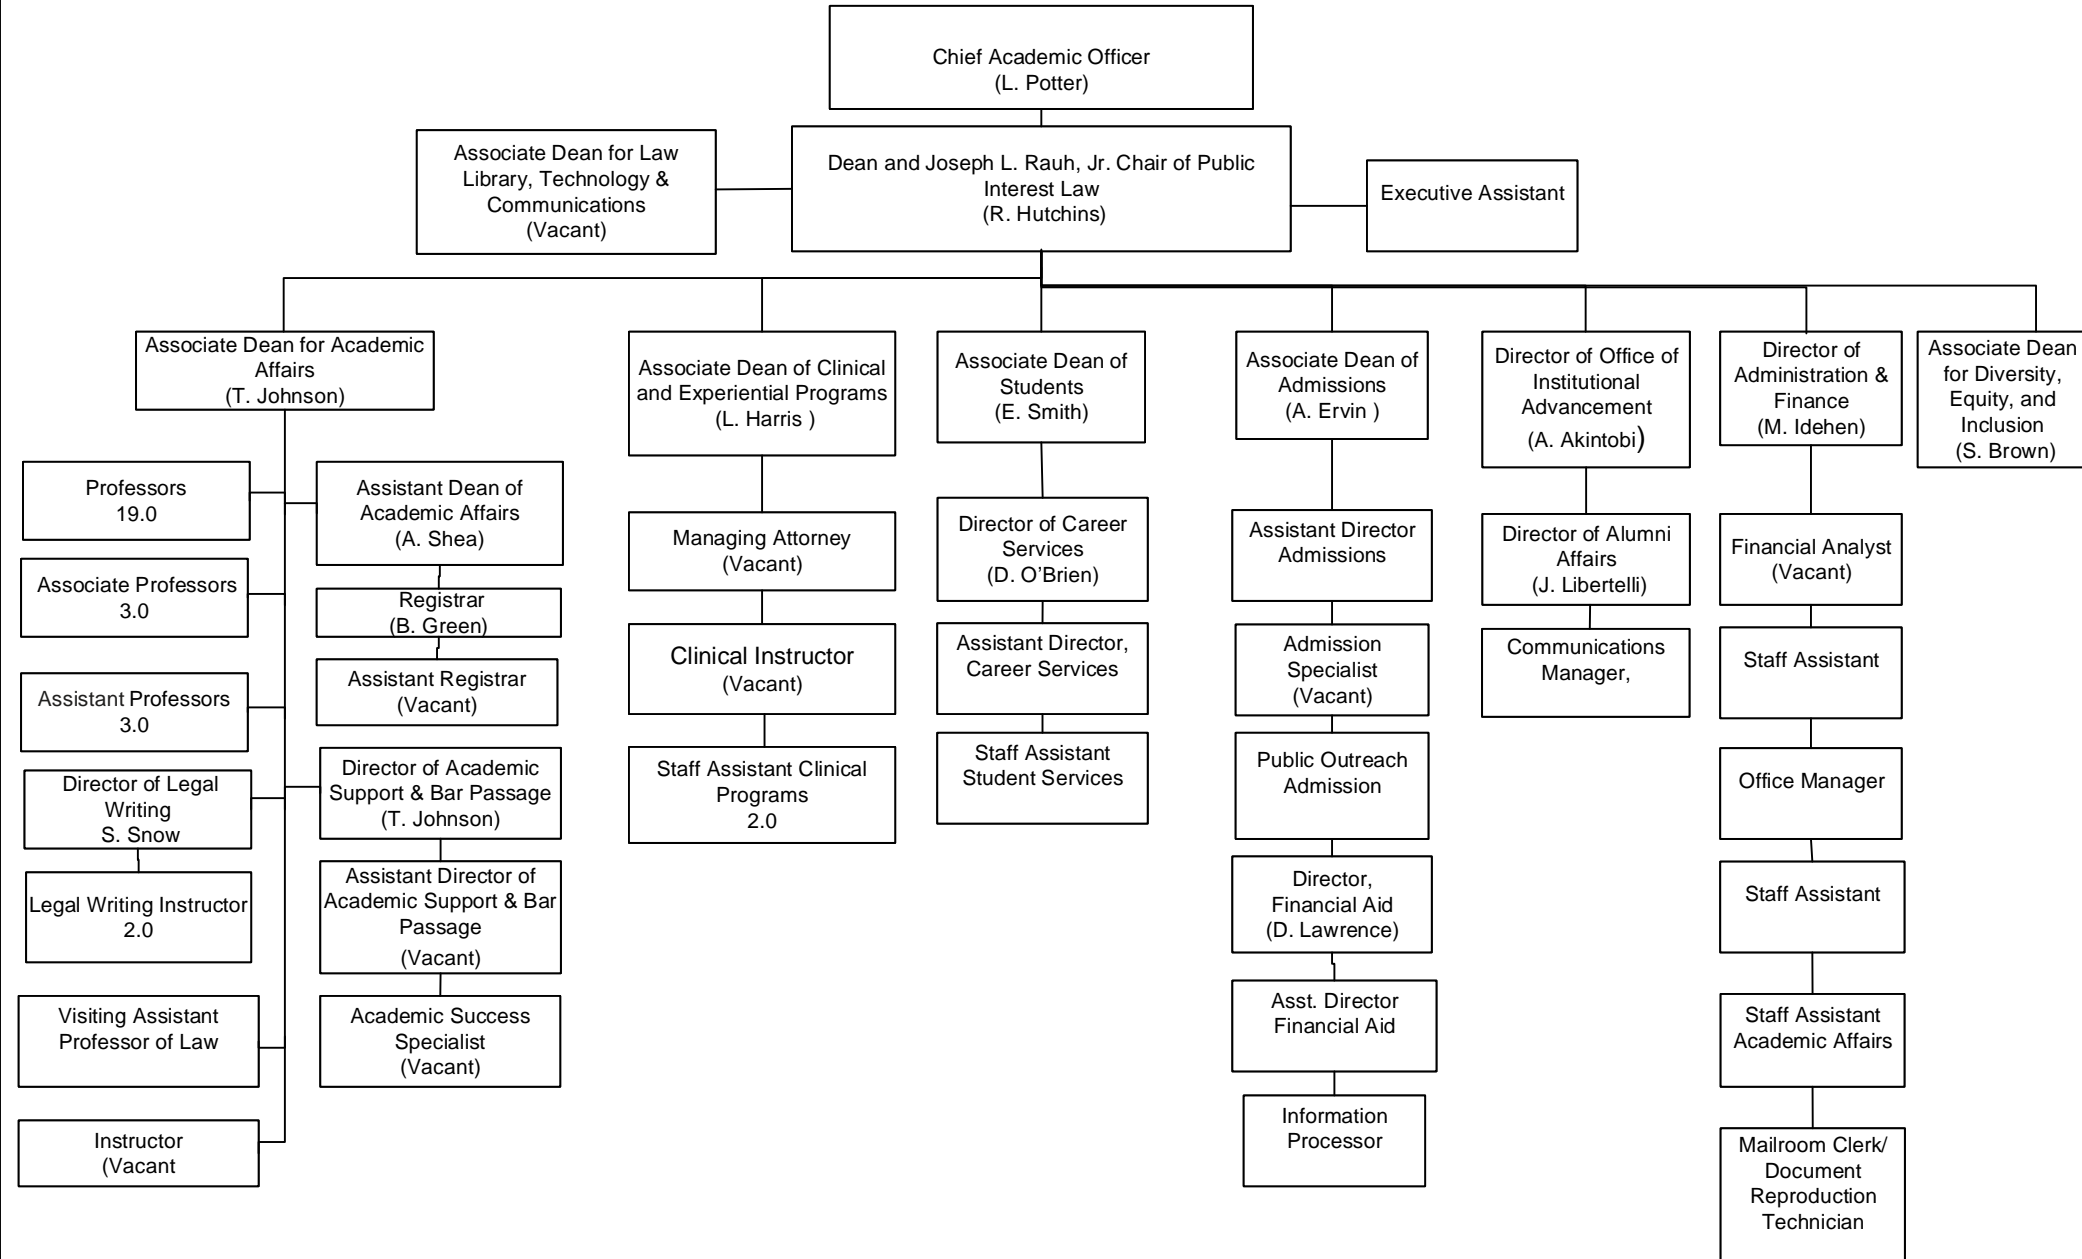 Chief Academic Officer
(L. Potter)
Associate Dean for Law
Library, Technology &
Communications
(Vacant)
Dean and Joseph L. Rauh, Jr. Chair of Public
Interest Law
(R. Hutchins)
Executive Assistant
Associate Dean for Academic
Affairs
(T. Johnson)
Professors
19.0
Associate Professors
3.0
Assistant Professors
3.0
Director of Legal
Writing
S. Snow
Legal Writing Instructor
2.0
Visiting Assistant
Professor of Law
Instructor
(Vacant
Assistant Dean of
Academic Affairs
(A. Shea)
Registrar
(B. Green)
Assistant Registrar
(Vacant)
Director of Academic
Support & Bar Passage
(T. Johnson)
Assistant Director of
Academic Support & Bar
Passage
(Vacant)
Academic Success
Specialist
(Vacant)
Associate Dean of Clinical
and Experiential Programs
(L. Harris )
Managing Attorney
(Vacant)
Clinical Instructor
(Vacant)
Staff Assistant Clinical
Programs
2.0
Associate Dean of
Students
(E. Smith)
Director of Career
Services
(D. O’Brien)
Assistant Director,
Career Services
Staff Assistant
Student Services
Associate Dean of
Admissions
(A. Ervin )
Assistant Director
Admissions
Admission
Specialist
(Vacant)
Public Outreach
Admission
Director,
Financial Aid
(D. Lawrence)
Asst. Director
Financial Aid
Information
Processor
Director of Office of
Institutional
Advancement
(A. Akintobi)
Director of Alumni
Affairs
(J. Libertelli)
Communications
Manager,
Director of
Administration &
Finance
(M. Idehen)
Financial Analyst
(Vacant)
Staff Assistant
Office Manager
Staff Assistant
Staff Assistant
Academic Affairs
Mailroom Clerk/
Document
Reproduction
Technician
Associate Dean
for Diversity,
Equity, and
Inclusion
(S. Brown)